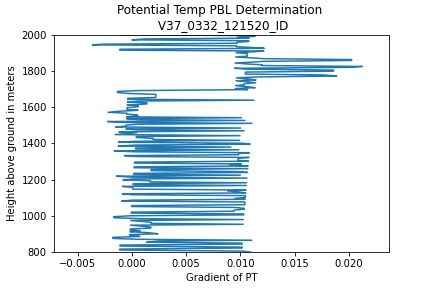 Potential Temp PBL Determination
V37_0332_121520_ID
2000
1800
1600
1400
1200
1000
800
Height above ground in meters
-0.005 0.000 0.005 0.010 0.015 0.020
Gradient of PT